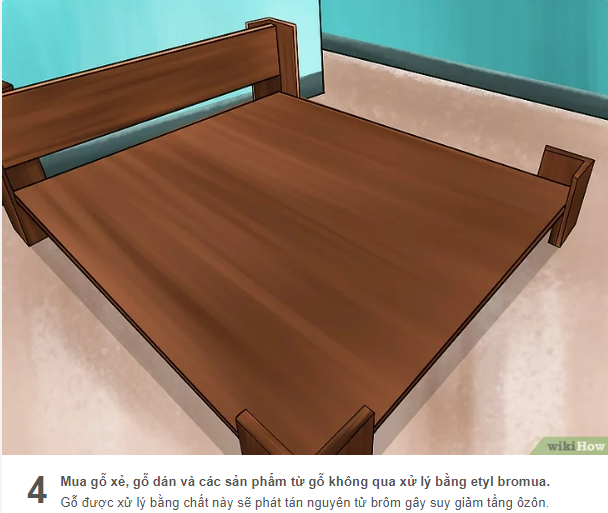 wikiHow
4
Mua gỗ xẻ, gỗ dán và các sản phẩm từ gỗ không qua xử lý bằng etyl bromua.
Gỗ được xử lý bằng chất này sẽ phát tán nguyên tử brôm gây suy giảm tầng ôzôn.